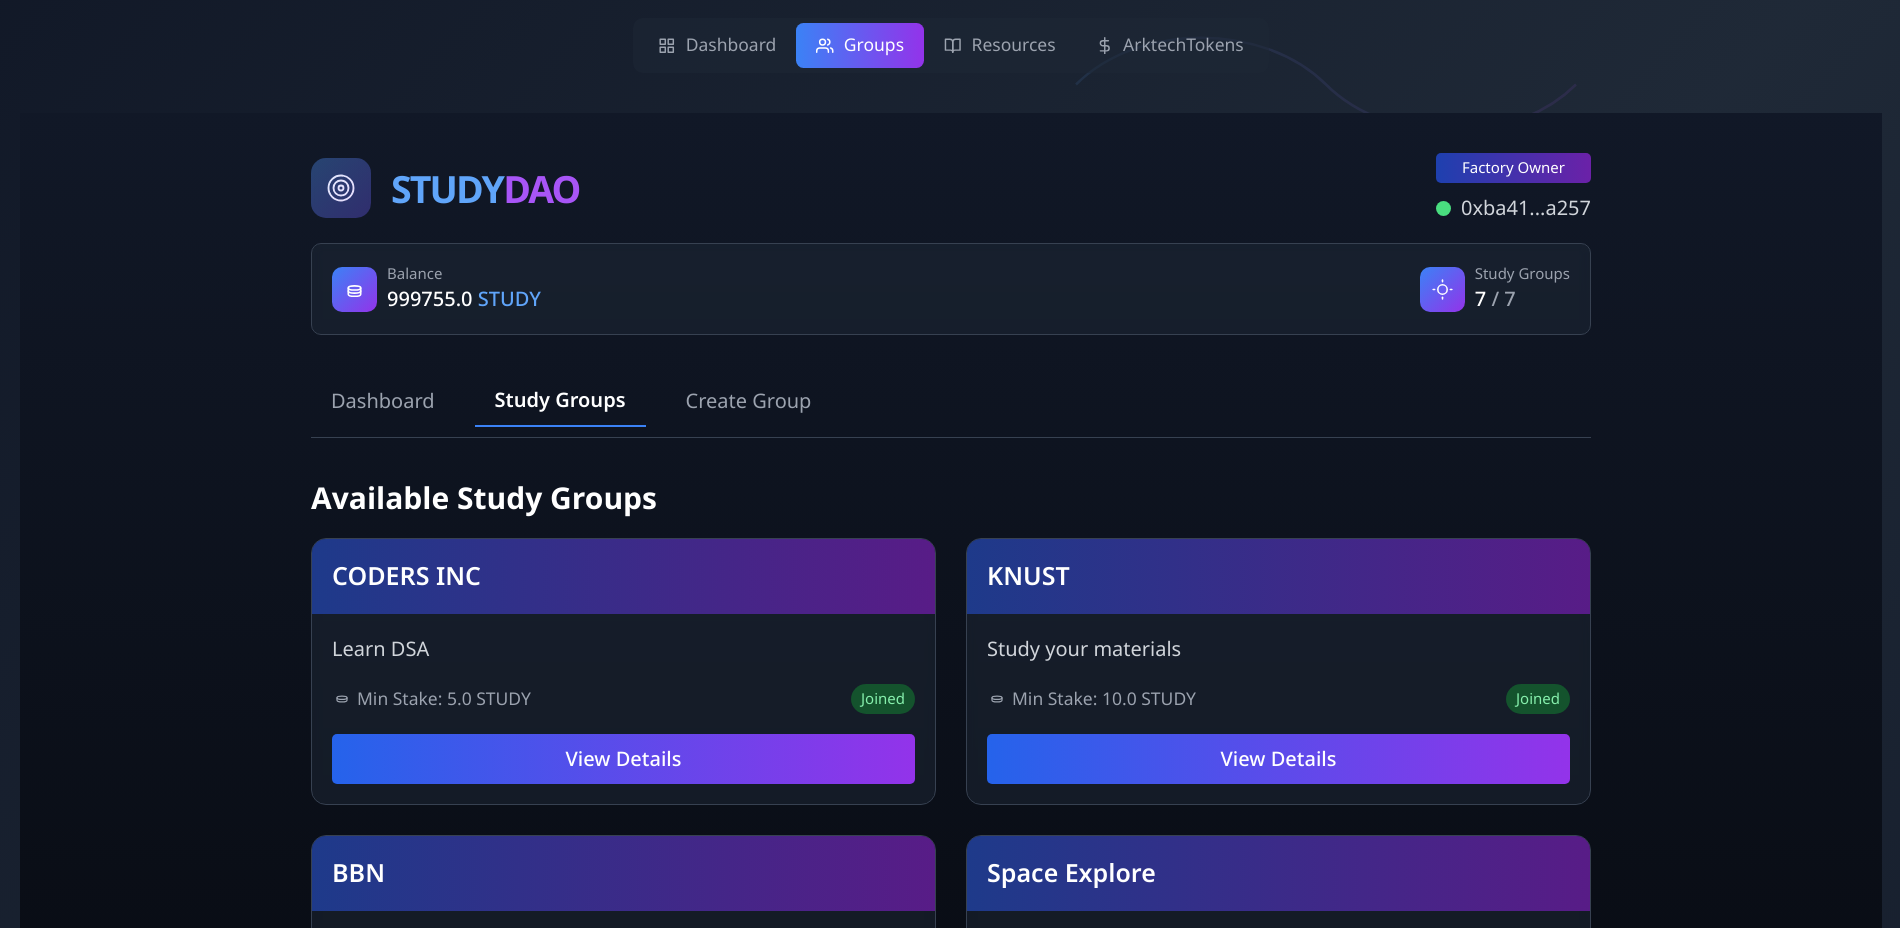 Dashboard
Groups
Resources
ArktechTokens
STUDYDAO
Factory Owner
0xba41...a257
Balance
999755.0 STUDY
Study Groups
7 / 7
Dashboard
Study Groups
Create Group
Available Study Groups
CODERS INC
Learn DSA
Min Stake: 5.0 STUDY
Joined
View Details
KNUST
Study your materials
Min Stake: 10.0 STUDY
Joined
View Details
BBN
Space Explore